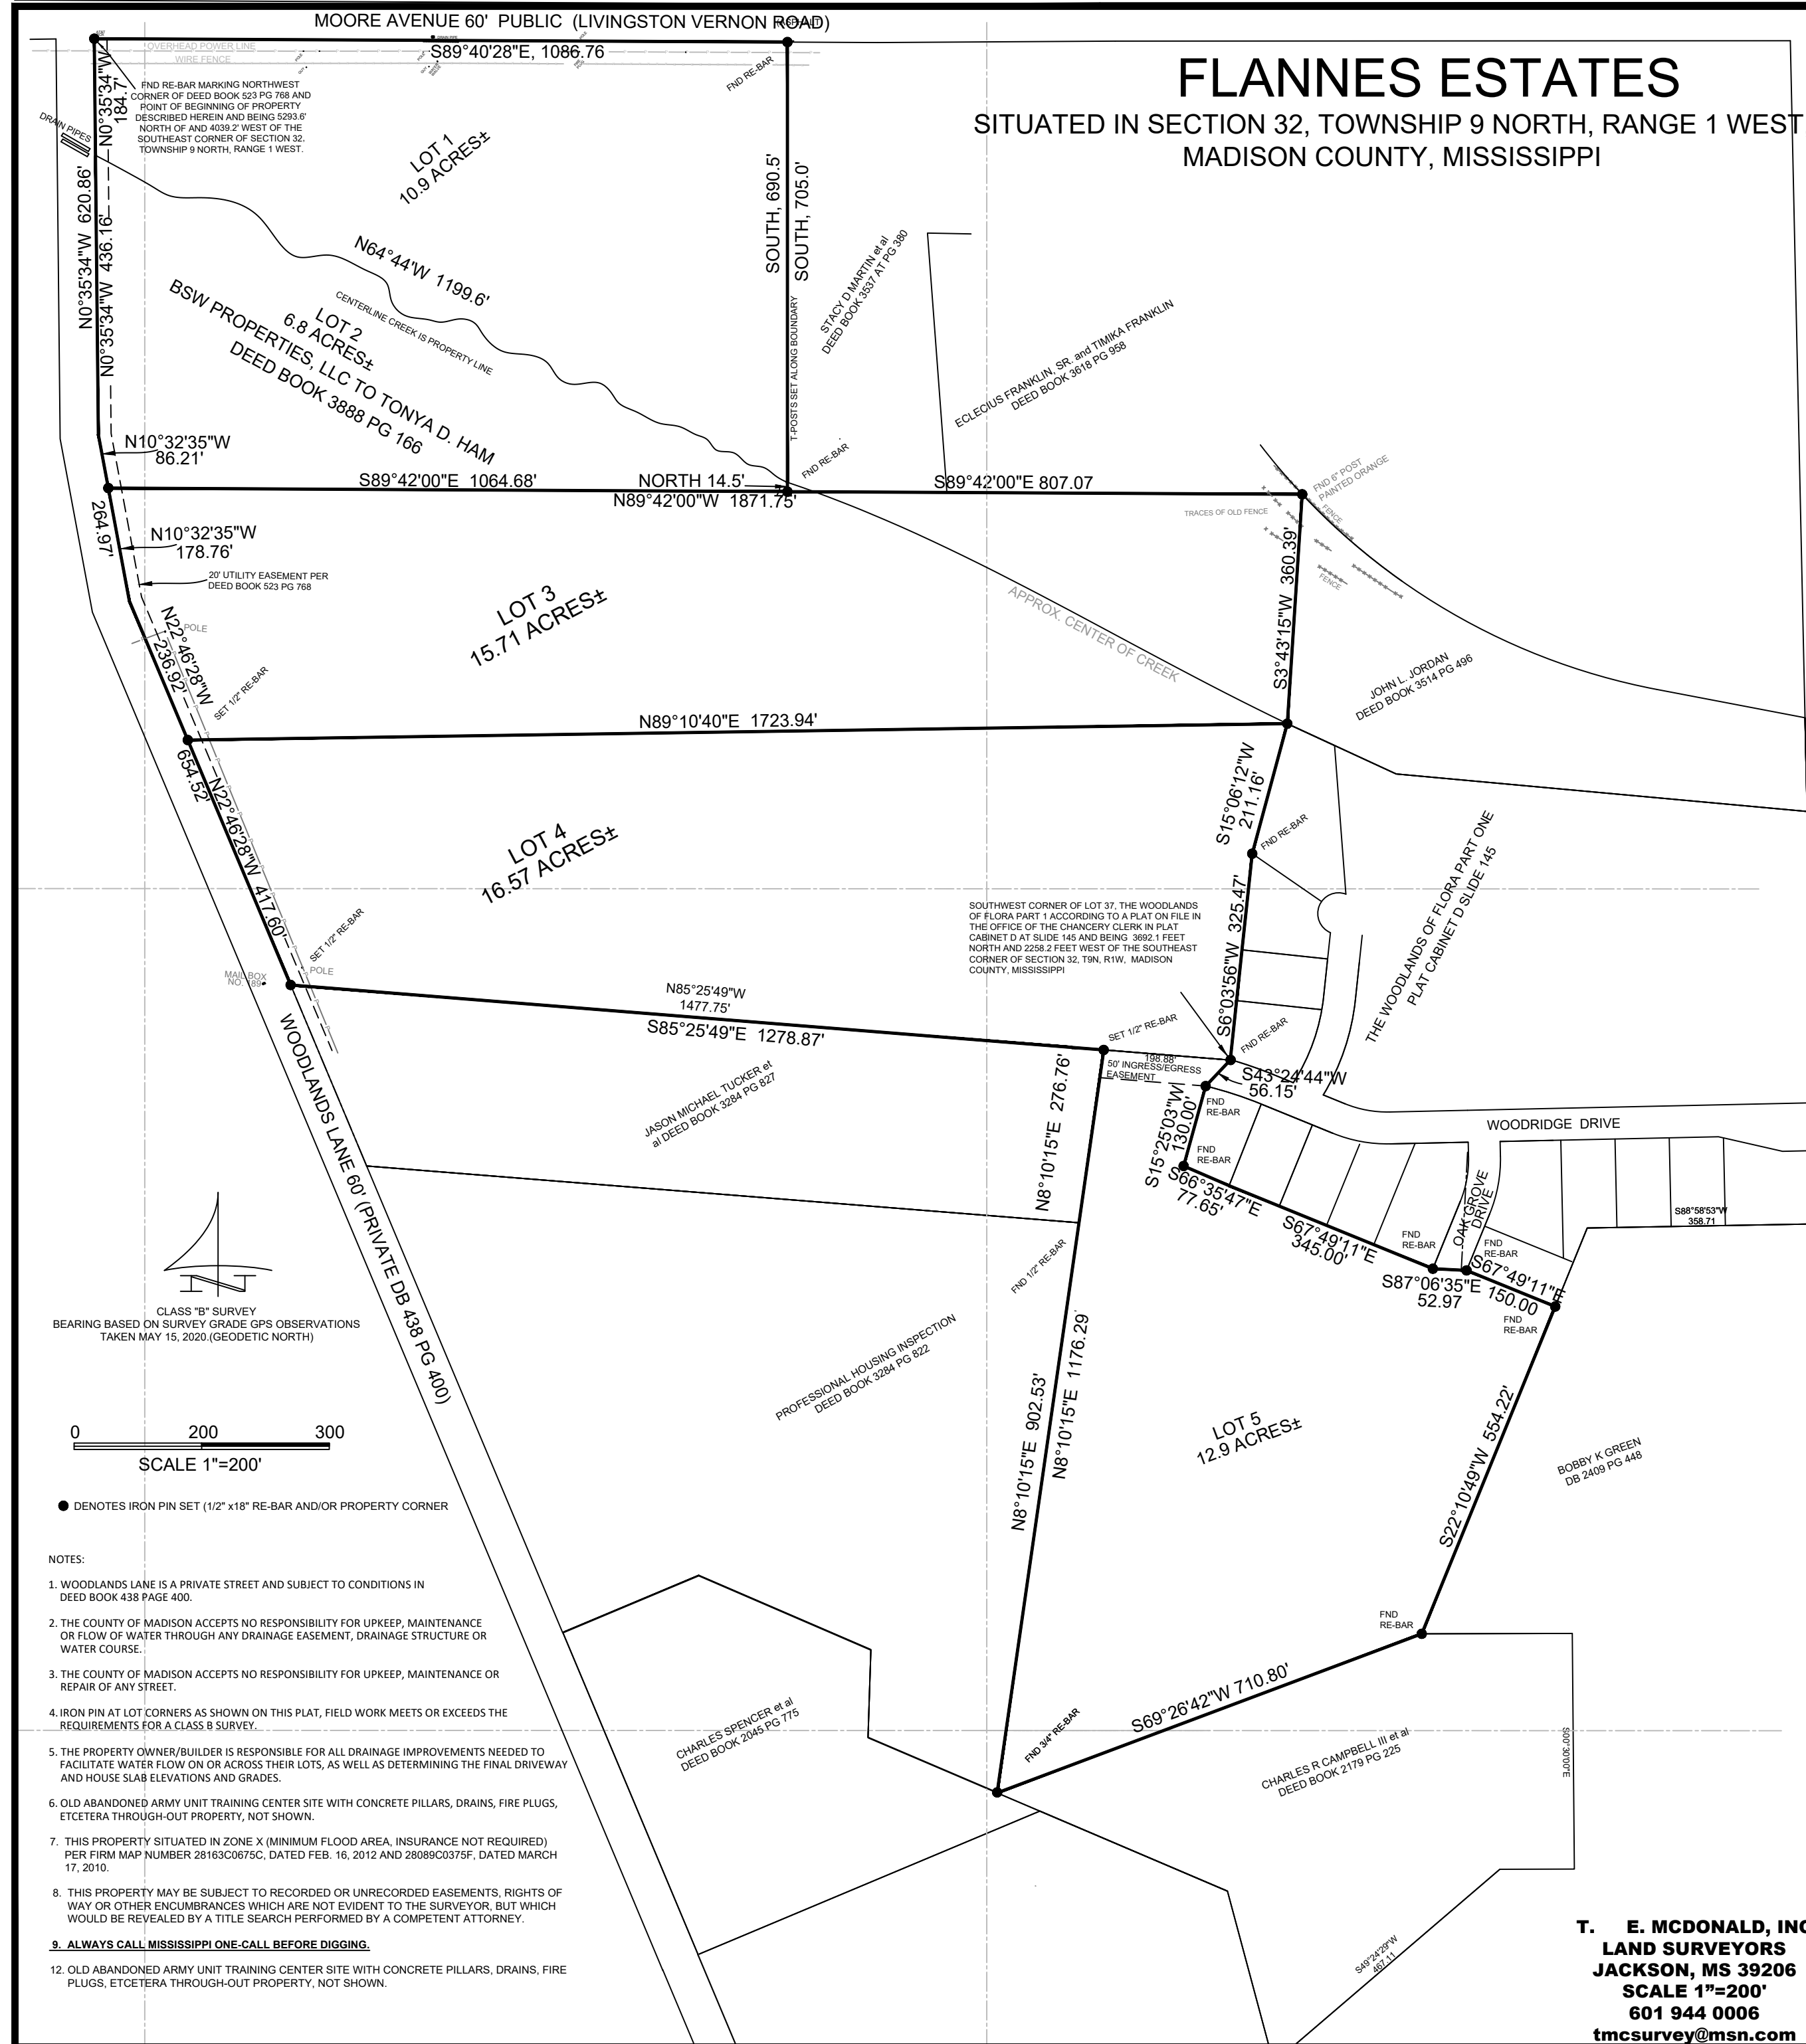 MOORE AVENUE 60' PUBLIC (LIVINGSTON VERNON ROAD)
S89°40'28"E, 1086.76
OVERHEAD POWER LINE
WIRE FENCE
FLANNES ESTATES
SITUATED IN SECTION 32, TOWNSHIP 9 NORTH, RANGE 1 WEST
MADISON COUNTY, MISSISSIPPI
FND RE-BAR MARKING NORTHWEST
CORNER OF DEED BOOK 523 PG 768 AND
POINT OF BEGINNING OF PROPERTY
DESCRIBED HEREIN AND BEING 5293.6'
NORTH OF AND 4039.2' WEST OF THE
SOUTHEAST CORNER OF SECTION 32,
TOWNSHIP 9 NORTH, RANGE 1 WEST.
N0°35'34"W
184.7'
DRAIN PIPES
N0°35'34"W 620.86'
N0°35'34"W 436.16'
FND RE-BAR
LOT 1
10.9 ACRES±
SOUTH, 690.5'
SOUTH, 705.0'
T-POSTS SET ALONG BOUNDARY
STACY D MARTIN et al
DEED BOOK 3537 AT PG 380
ECLECIUS FRANKLIN, SR. and TIMIKA FRANKLIN
DEED BOOK 3618 PG 958
N64°44'W 1199.6'
CENTERLINE CREEK IS PROPERTY LINE
LOT 2
6.8 ACRES±
BSW PROPERTIES, LLC TO TONYA D. HAM
DEED BOOK 3888 PG 166
N10°32'35"W
86.21'
S89°42'00"E 1064.68'
NORTH 14.5'
N89°42'00"W 1871.75'
FND RE-BAR
S89°42'00"E 807.07
FND 6" POST
PAINTED ORANGE
FENCE
TRACES OF OLD FENCE
FENCE
264.97'
N10°32'35"W
178.76'
20' UTILITY EASEMENT PER
DEED BOOK 523 PG 768
LOT 3
15.71 ACRES±
APPROX. CENTER OF CREEK
S3°43'15"W 360.39'
JOHN L. JORDAN
DEED BOOK 3514 PG 496
POLE
N22°46'28"W
236.92'
SET 1/2" RE-BAR
N89°10'40"E 1723.94'
654.52'
N22°46'28"W 417.60'
LOT 4
16.57 ACRES±
S15°06'12"W
211.16'
FND RE-BAR
THE WOODLANDS OF FLORA PART ONE
PLAT CABINET D SLIDE 145
SOUTHWEST CORNER OF LOT 37, THE WOODLANDS
OF FLORA PART 1 ACCORDING TO A PLAT ON FILE IN
THE OFFICE OF THE CHANCERY CLERK IN PLAT
CABINET D AT SLIDE 145 AND BEING 3692.1 FEET
NORTH AND 2258.2 FEET WEST OF THE SOUTHEAST
CORNER OF SECTION 32, T9N, R1W, MADISON
COUNTY, MISSISSIPPI
S6°03'56"W 325.47'
SET 1/2" RE-BAR
POLE
MAIL BOX
NO. 189
N85°25'49"W
1477.75'
S85°25'49"E 1278.87'
SET 1/2" RE-BAR
FND RE-BAR
198.88'
50' INGRESS/EGRESS
EASEMENT
S43°24'44"W
56.15'
FND
RE-BAR
JASON MICHAEL TUCKER et
al DEED BOOK 3284 PG 827
N8°10'15"E 276.76'
S15°25'03"W
130.00'
FND
RE-BAR
WOODRIDGE DRIVE
OAK GROVE
DRIVE
S66°35'47"E
77.65'
S67°49'11"E
345.00'
FND
RE-BAR
FND
RE-BAR
S87°06'35"E
52.97
S67°49'11"E
150.00
FND
RE-BAR
S88°58'53"W
358.71
WOODLANDS LANE 60' (PRIVATE DB 438 PG 400)
FND 1/2" RE-BAR
CLASS "B" SURVEY
BEARING BASED ON SURVEY GRADE GPS OBSERVATIONS
TAKEN MAY 15, 2020.(GEODETIC NORTH)
PROFESSIONAL HOUSING INSPECTION
DEED BOOK 3284 PG 822
N8°10'15"E 902.53'
N8°10'15"E 1176.29'
LOT 5
12.9 ACRES±
S22°10'49"W 554.22'
BOBBY K GREEN
DB 2409 PG 448
0 200 300
SCALE 1"=200'
DENOTES IRON PIN SET (1/2" x18" RE-BAR AND/OR PROPERTY CORNER
FND
RE-BAR
S69°26'42"W 710.80'
FND 3/4" RE-BAR
CHARLES SPENCER et al
DEED BOOK 2045 PG 775
CHARLES R CAMPBELL III et al
DEED BOOK 2179 PG 225
S00°30'00"E
S49°24'29"W
467.11
NOTES:
1. WOODLANDS LANE IS A PRIVATE STREET AND SUBJECT TO CONDITIONS IN
DEED BOOK 438 PAGE 400.
2. THE COUNTY OF MADISON ACCEPTS NO RESPONSIBILITY FOR UPKEEP, MAINTENANCE
OR FLOW OF WATER THROUGH ANY DRAINAGE EASEMENT, DRAINAGE STRUCTURE OR
WATER COURSE.
3. THE COUNTY OF MADISON ACCEPTS NO RESPONSIBILITY FOR UPKEEP, MAINTENANCE OR
REPAIR OF ANY STREET.
4. IRON PIN AT LOT CORNERS AS SHOWN ON THIS PLAT, FIELD WORK MEETS OR EXCEEDS THE
REQUIREMENTS FOR A CLASS B SURVEY.
5. THE PROPERTY OWNER/BUILDER IS RESPONSIBLE FOR ALL DRAINAGE IMPROVEMENTS NEEDED TO
FACILITATE WATER FLOW ON OR ACROSS THEIR LOTS, AS WELL AS DETERMINING THE FINAL DRIVEWAY
AND HOUSE SLAB ELEVATIONS AND GRADES.
6. OLD ABANDONED ARMY UNIT TRAINING CENTER SITE WITH CONCRETE PILLARS, DRAINS, FIRE PLUGS,
ETCETERA THROUGH-OUT PROPERTY, NOT SHOWN.
7. THIS PROPERTY SITUATED IN ZONE X (MINIMUM FLOOD AREA, INSURANCE NOT REQUIRED)
PER FIRM MAP NUMBER 28163C0675C, DATED FEB. 16, 2012 AND 28089C0375F, DATED MARCH
17, 2010.
8. THIS PROPERTY MAY BE SUBJECT TO RECORDED OR UNRECORDED EASEMENTS, RIGHTS OF
WAY OR OTHER ENCUMBRANCES WHICH ARE NOT EVIDENT TO THE SURVEYOR, BUT WHICH
WOULD BE REVEALED BY A TITLE SEARCH PERFORMED BY A COMPETENT ATTORNEY.
9. ALWAYS CALL MISSISSIPPI ONE-CALL BEFORE DIGGING.
12. OLD ABANDONED ARMY UNIT TRAINING CENTER SITE WITH CONCRETE PILLARS, DRAINS, FIRE
PLUGS, ETCETERA THROUGH-OUT PROPERTY, NOT SHOWN.
T. E. MCDONALD, INC
LAND SURVEYORS
JACKSON, MS 39206
SCALE 1”=200'
601 944 0006
tmcsurvey@msn.com